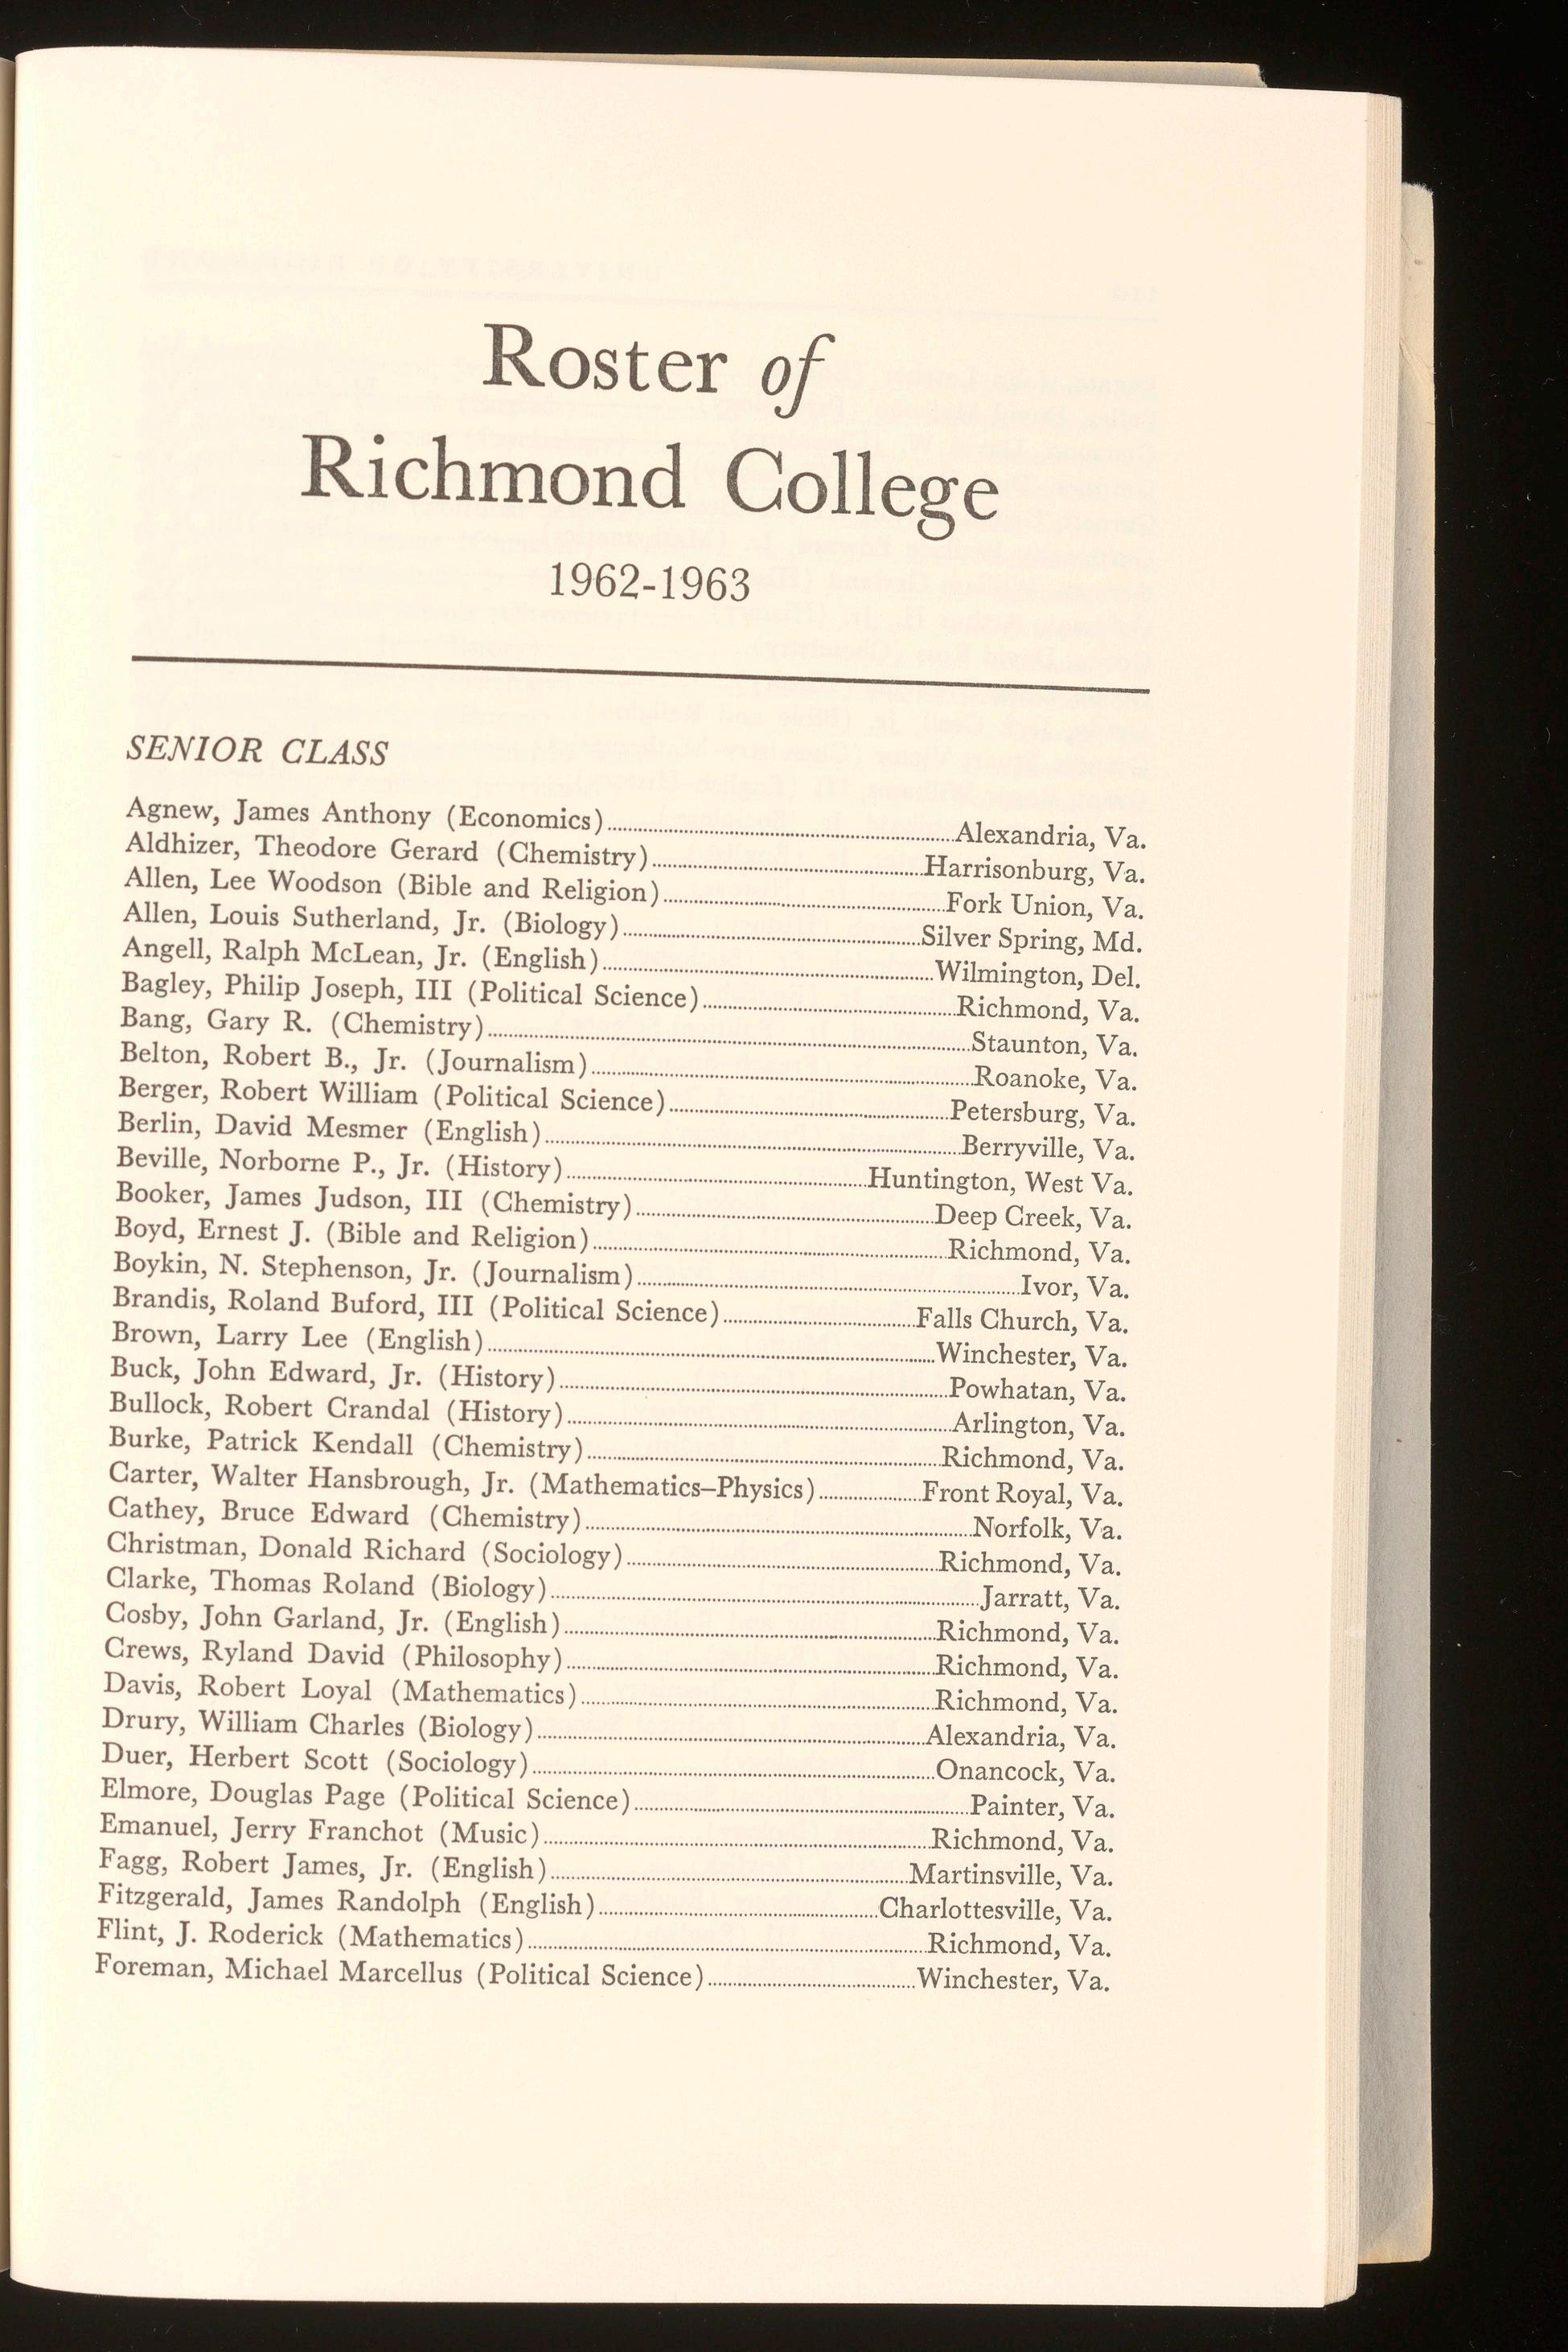 Roster of
Richmond College
1962-1963
SENIOR CLASS
Agnew, James Anthony (Economics)....................Alexandria, Va.
Aldhizer, Theodore Gerard (Chemistry)....................Harrisonburg, Va.
Allen, Lee Woodson (Bible and Religion)....................Fork Union, Va.
Allen, Louis Sutherland, Jr. (Biology)....................Silver Spring, Md.
Angell, Ralph McLean, Jr. (English)....................Wilmington, Del.
Bagley, Philip Joseph, III (Political Science)....................Richmond, Va.
Bang, Gary R. (Chemistry)....................Staunton, Va.
Belton, Robert B., Jr. (Journalism)....................Roanoke, Va.
Berger, Robert William (Political Science)....................Petersburg, Va.
Berlin, David Mesmer (English)....................Berryville, Va.
Beville, Norborne P., Jr. (History)....................Huntington, West Va.
Booker, James Judson, III (Chemistry)....................Deep Creek, Va.
Boyd, Ernest J. (Bible and Religion)....................Richmond, Va.
Boykin, N. Stephenson, Jr. (Journalism)....................Ivor, Va.
Brandis, Roland Buford, III (Political Science)....................Falls Church, Va.
Brown, Larry Lee (English)....................Winchester, Va.
Buck, John Edward, Jr. (History)....................Powhatan, Va.
Bullock, Robert Crandal (History)....................Arlington, Va.
Burke, Patrick Kendall (Chemistry)....................Richmond, Va.
Carter, Walter Hansbrough, Jr. (Mathematics–Physics)....................Front Royal, Va.
Cathey, Bruce Edward (Chemistry)....................Norfolk, Va.
Christman, Donald Richard (Sociology)....................Richmond, Va.
Clarke, Thomas Roland (Biology)....................Jarratt, Va.
Cosby, John Garland, Jr. (English)....................Richmond, Va.
Crews, Ryland David (Philosophy)....................Richmond, Va.
Davis, Robert Loyal (Mathematics)....................Richmond, Va.
Drury, William Charles (Biology)....................Alexandria, Va.
Duer, Herbert Scott (Sociology)....................Onancock, Va.
Elmore, Douglas Page (Political Science)....................Painter, Va.
Emanuel, Jerry Franchot (Music)....................Richmond, Va.
Fagg, Robert James, Jr. (English)....................Martinsville, Va.
Fitzgerald, James Randolph (English)....................Charlottesville, Va.
Flint, J. Roderick (Mathematics)....................Richmond, Va.
Foreman, Michael Marcellus (Political Science)....................Winchester, Va.